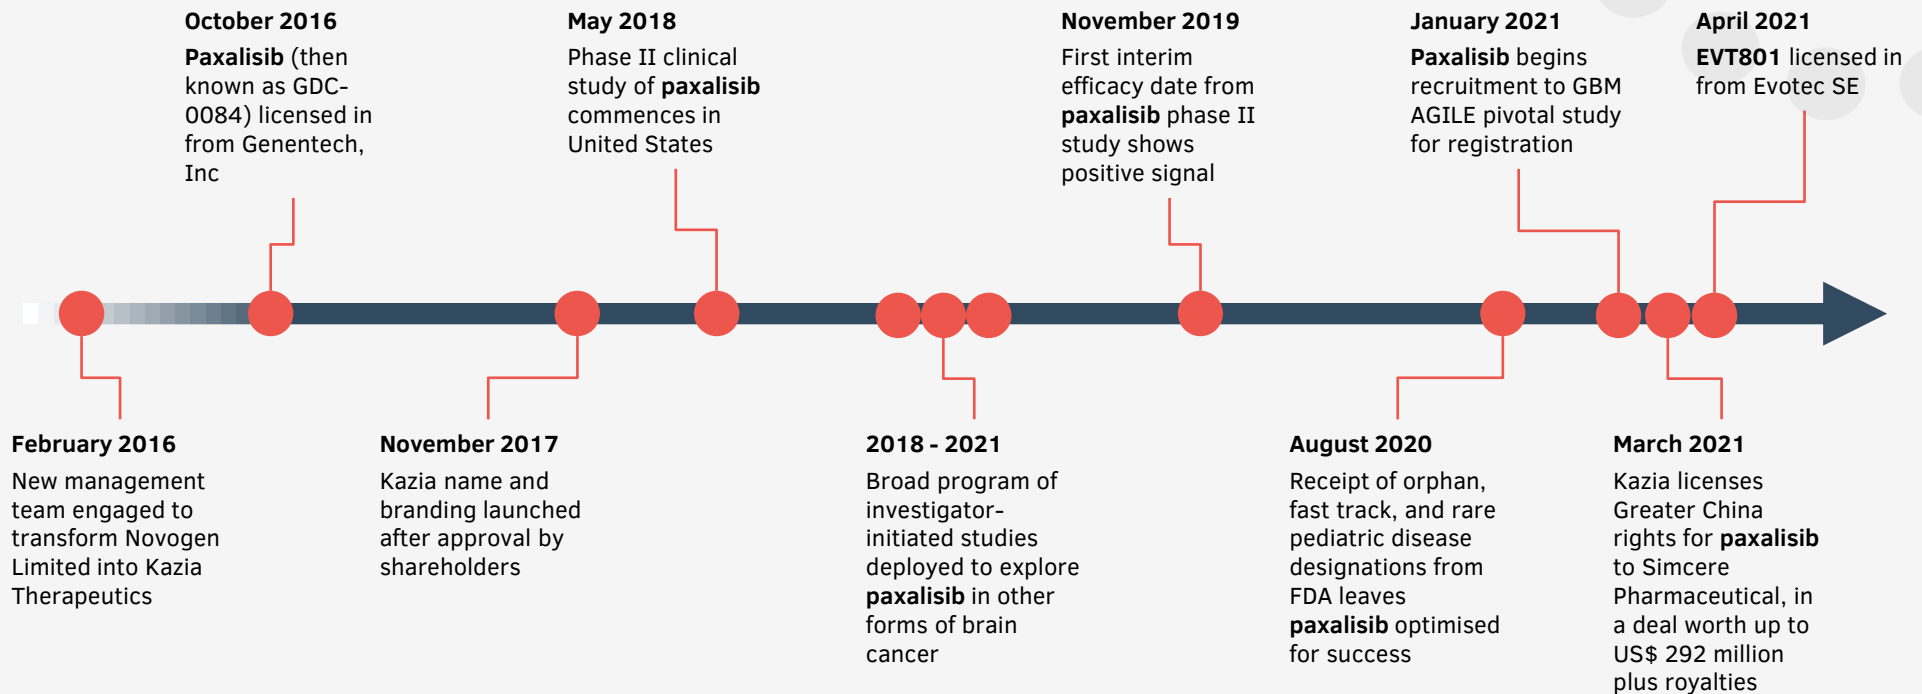 October 2016
Paxalisib (then
known as GDC-
0084) licensed in
from Genentech,
Inc
May 2018
Phase II clinical
study of paxalisib
commences in
United States
November 2019
First interim
efficacy date from
paxalisib phase II
study shows
positive signal
January 2021
Paxalisib begins
recruitment to GBM
AGILE pivotal study
for registration
April 2021
EVT801 licensed in
from Evotec SE
February 2016
New management
team engaged to
transform Novogen
Limited into Kazia
Therapeutics
November 2017
Kazia name and
branding launched
after approval by
shareholders
2018 - 2021
Broad program of
investigator-
initiated studies
deployed to explore
paxalisib in other
forms of brain
cancer
August 2020
Receipt of orphan,
fast track, and rare
pediatric disease
designations from
FDA leaves
paxalisib optimised
for success
March 2021
Kazia licenses
Greater China
rights for paxalisib
to Simcere
Pharmaceutical, in
a deal worth up to
US$ 292 million
plus royalties